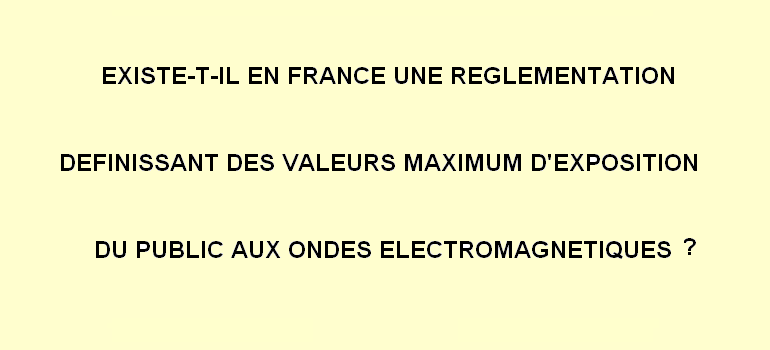 EXISTE-T-IL EN FRANCE UNE REGLEMENTATION
DEFINISSANT DES VALEURS MAXIMUM D'EXPOSITION
DU PUBLIC AUX ONDES ELECTROMAGNETIQUES ?